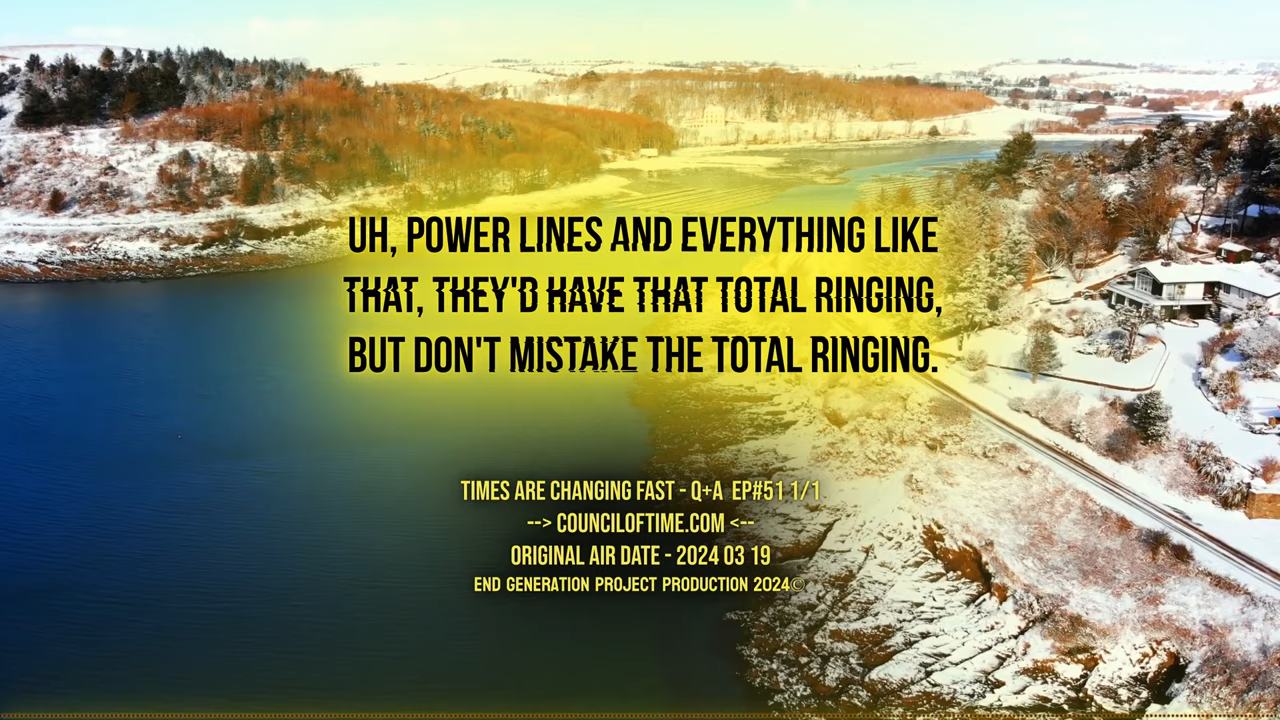 UH, POWER LINES AND EVERYTHING LIKE
THAT, THEY'D HAVE THAT TOTAL RINGING,
BUT DON'T MISTAKE THE TOTAL RINGING.
TIMES ARE CHANGING FAST - Q+A EP#51 1/1
--> COUNCILOFTIME.COM <--
ORIGINAL AIR DATE - 2024 03 19
END GENERATION PROJECT PRODUCTION 2024©